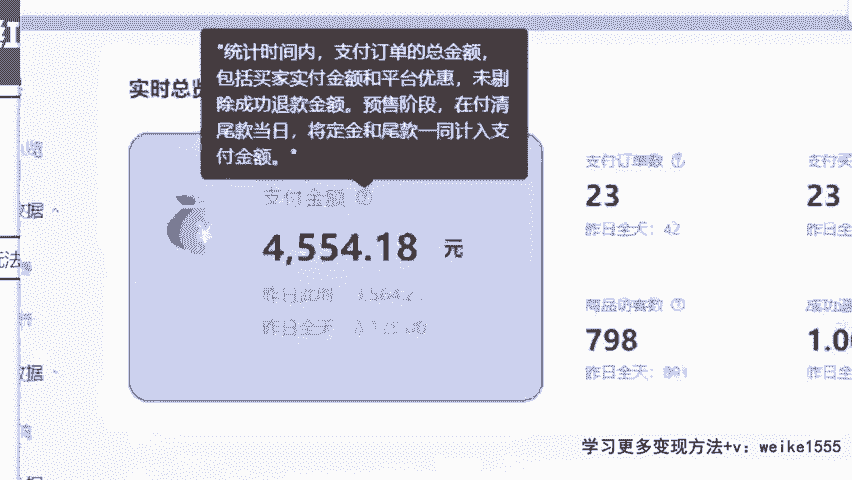 "统计时间内，支付订单的总金额，
包括买家实付金额和平台优惠，未剔
除成功退款金额。预售阶段，在付清
尾款当日，将定金和尾款一同计入支
付金额。"
实时总览
支付金额
4,554.18 元
昨日此时
昨日全天
支付订单数
23
昨日全天：42
支付买
23
昨日全天
商品访客数
798
昨日全天：
成功退
1.0
昨日全天
数据
玩法
数据
学习更多变现方法+v：weike1555